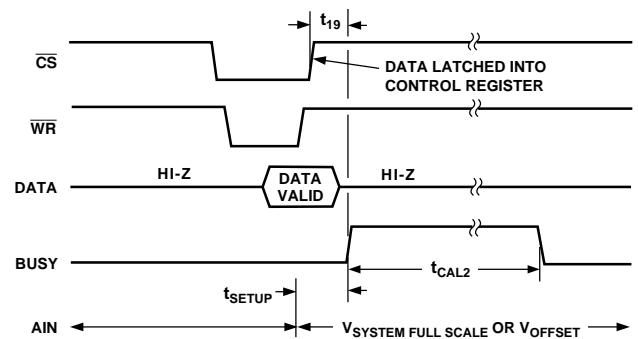 t19
CS
DATA LATCHED INTO
CONTROL REGISTER
WR
HI-Z
DATA
VALID
HI-Z
DATA
BUSY
tCAL2
tSETUP
AIN
VSYSTEM FULL SCALE OR VOFFSET